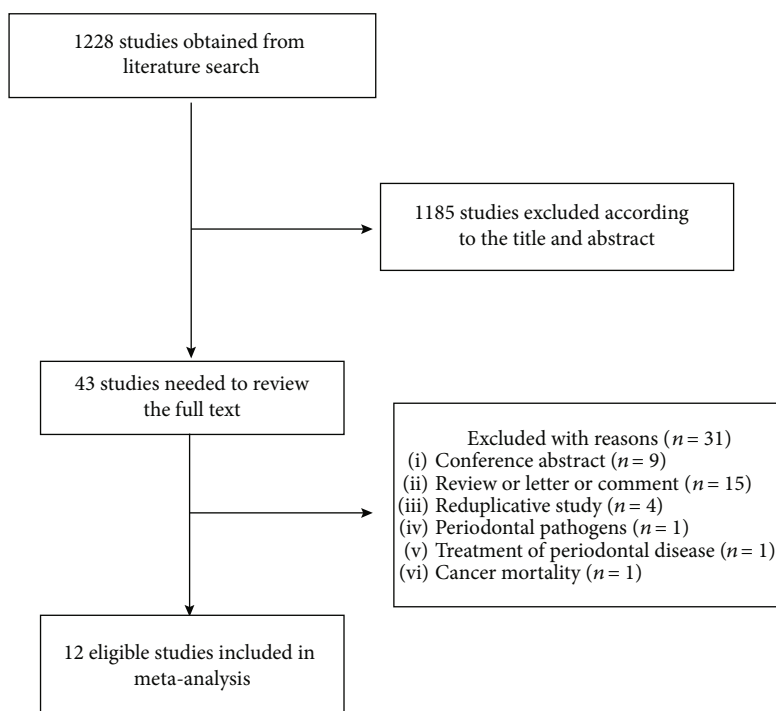 1228 studies obtained from
literature search
1185 studies excluded according
to the title and abstract
43 studies needed to review
the full text
Excluded with reasons (n = 31)
(i) Conference abstract (n = 9)
(ii) Review or letter or comment (n = 15)
(iii) Reduplicative study (n = 4)
(iv) Periodontal pathogens (n = 1)
(v) Treatment of periodontal disease (n = 1)
(vi) Cancer mortality (n = 1)
12 eligible studies included in
meta-analysis